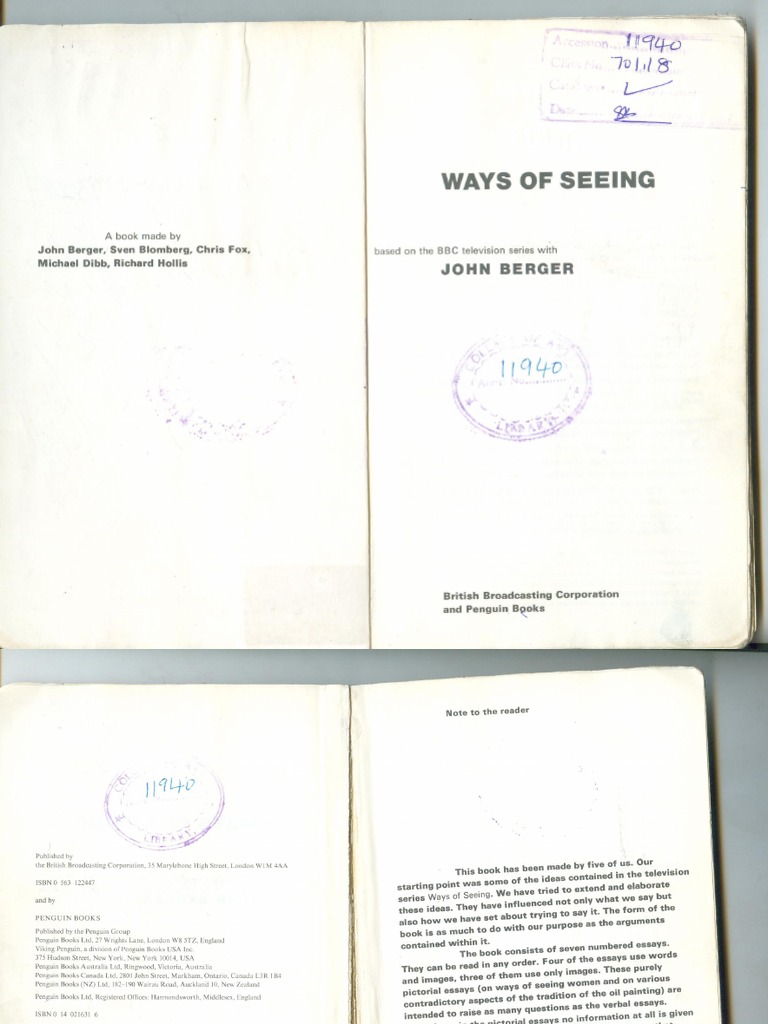 A book made by
John Berger, Sven Blomberg, Chris Fox,
Michael Dibb, Richard Hollis
Accession 11940
Class No. 701.18
Date
WAYS OF SEEING
based on the BBC television series with
JOHN BERGER
11940
LIBRARY
British Broadcasting Corporation
and Penguin Books
11940
LIBRARY
Published by
the British Broadcasting Corporation, 35 Marylebone High Street, London W1M 4AA
ISBN 0 563 122447
and by
PENGUIN BOOKS
Published by the Penguin Group
Penguin Books Ltd, 27 Wrights Lane, London W8 5TZ, England
Viking Penguin, a division of Penguin Books USA Inc.
375 Hudson Street, New York, New York 10014, USA
Penguin Books Australia Ltd, Ringwood, Victoria, Australia
Penguin Books Canada Ltd, 2801 John Street, Markham, Ontario, Canada L3R 1B4
Penguin Books (NZ) Ltd, 182-190 Wairau Road, Auckland 10, New Zealand
Penguin Books Ltd, Registered Offices: Harmondsworth, Middlesex, England
ISBN 0 14 021631 6
Note to the reader
This book has been made by five of us. Our
starting point was some of the ideas contained in the television
series Ways of Seeing. We have tried to extend and elaborate
these ideas. They have influenced not only what we say but
also how we have set about trying to say it. The form of the
book is as much to do with our purpose as the arguments
contained within it.
The book consists of seven numbered essays.
They can be read in any order. Four of the essays use words
and images, three of them use only images. These purely
pictorial essays (on ways of seeing women and on various
contradictory aspects of the tradition of the oil painting) are
intended to raise as many questions as the verbal essays.
in the pictorial essays no information at all is given